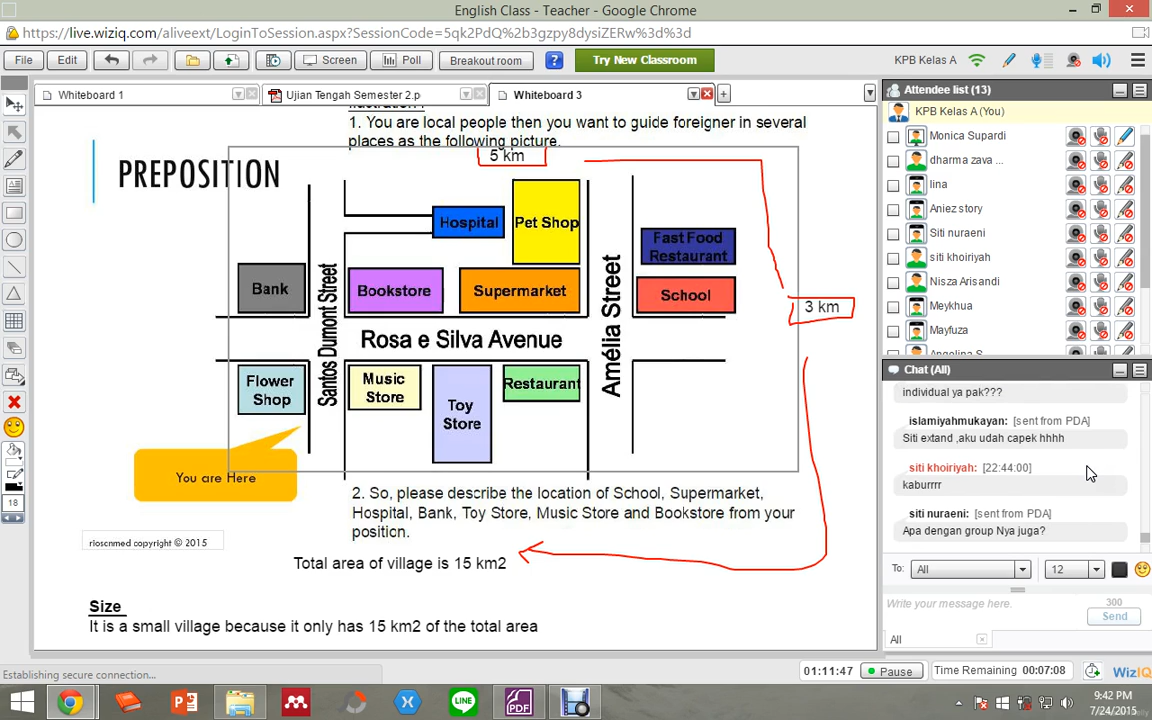 English Class - Teacher - Google Chrome
https://live.wiziq.com/aliveext/LoginToSession.aspx?SessionCode=5qk2PdQ%2b3gzpy8dysiZERw%3d%3d
File Edit Screen Poll Breakout room ? Try New Classroom KPB Kelas A
Whiteboard 1 Ujian Tengah Semester 2.p Whiteboard 3
1. You are local people then you want to guide foreigner in several
places as the following picture.
PREPOSITION
5 km
Hospital
Pet Shop
Fast Food
Restaurant
Bank
Bookstore
Supermarket
School
3 km
Santos Dumont Street
Rosa e Silva Avenue
Amélia Street
Flower
Shop
Music
Store
Toy
Store
Restaurant
You are Here
2. So, please describe the location of School, Supermarket,
Hospital, Bank, Toy Store, Music Store and Bookstore from your
position.
rioscnmed copyright © 2015
Total area of village is 15 km2
Size
It is a small village because it only has 15 km2 of the total area
18
Attendee list (13)
KPB Kelas A (You)
Monica Supardi
dharma zava ...
lina
Aniez story
Siti nuraeni
siti khoiriyah
Nisza Arisandi
Meykhua
Mayfuza
Angelina S
Chat (All)
individual ya pak???
islamiyahmukayan: [sent from PDA]
Siti extand ,aku udah capek hhhh
siti khoiriyah: [22:44:00]
kaburrrr
siti nuraeni: [sent from PDA]
Apa dengan group Nya juga?
To: All 12
Write your message here. 300
Send
All
Establishing secure connection...
01:11:47 Pause Time Remaining 00:07:08 WizIQ
LINE PDF
9:42 PM
7/24/2015